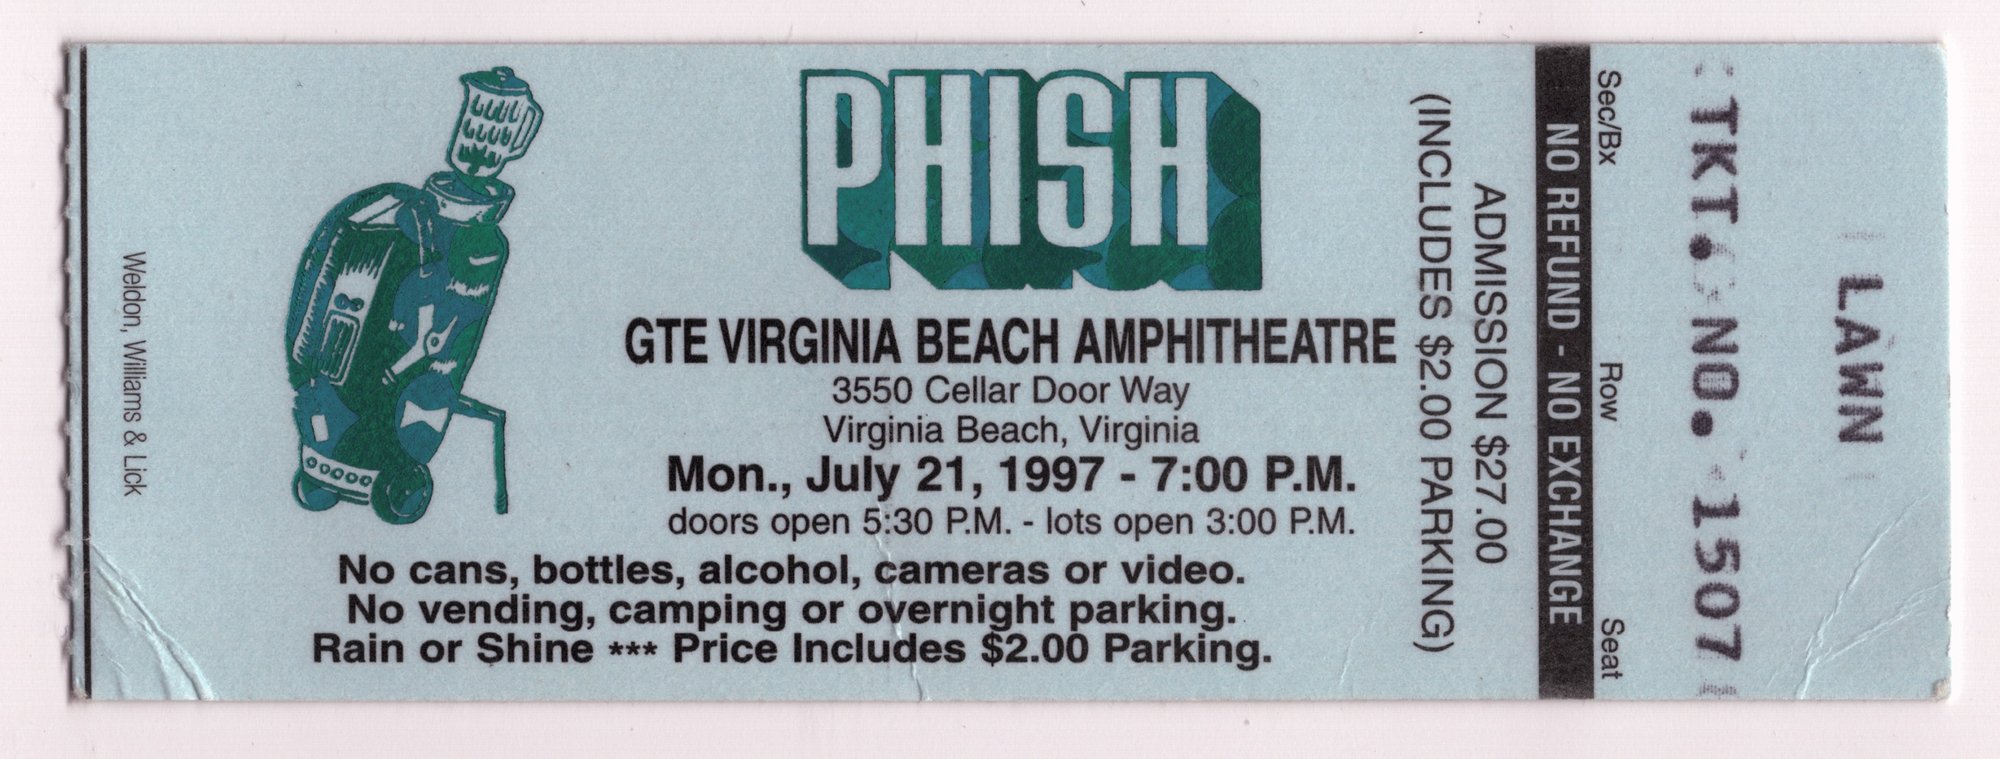 PHISH
GTE VIRGINIA BEACH AMPHITHEATRE
3550 Cellar Door Way
Virginia Beach, Virginia
Mon., July 21, 1997 - 7:00 P.M.
doors open 5:30 P.M. - lots open 3:00 P.M.
No cans, bottles, alcohol, cameras or video.
No vending, camping or overnight parking.
Rain or Shine *** Price Includes $2.00 Parking.
Weldon, Williams & Lick
ADMISSION $27.00
(INCLUDES $2.00 PARKING)
NO REFUND - NO EXCHANGE
Sec/Bx Row Seat
TKT. NO. 1507
LAWN